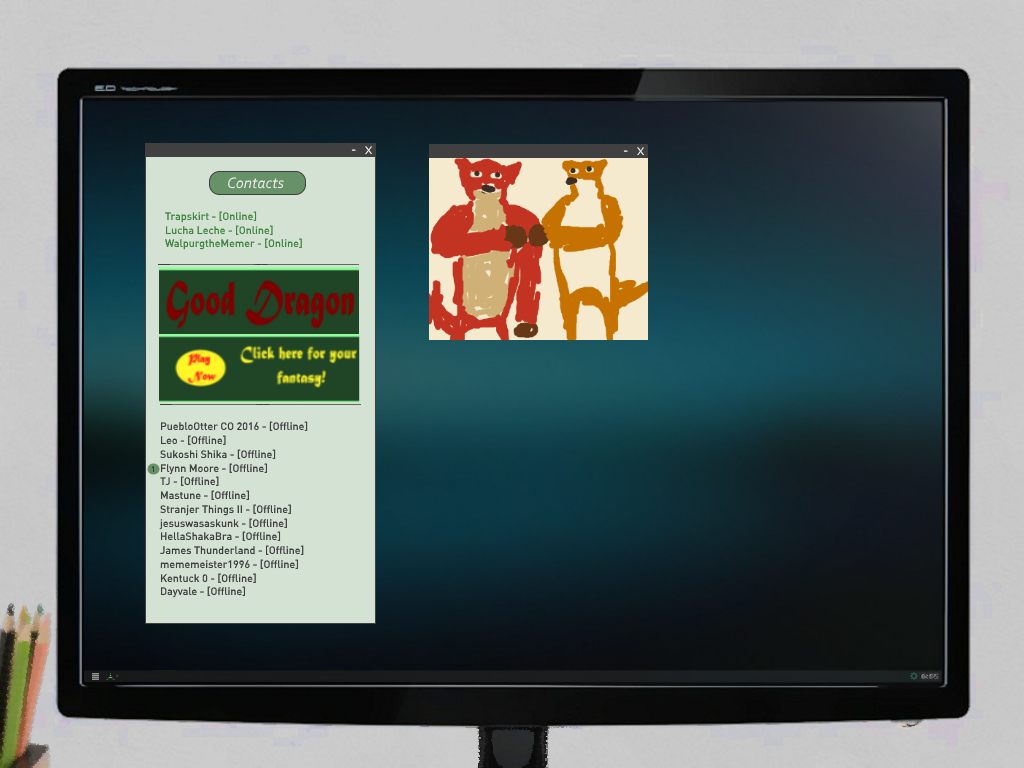 - X
Contacts
Trapskirt - [Online]
Lucha Leche - [Online]
WalpurgtheMemer - [Online]
Good Dragon
Play Now
Click here for your
fantasy!
PuebloOtter CO 2016 - [Offline]
Leo - [Offline]
Sukoshi Shika - [Offline]
1 Flynn Moore - [Offline]
TJ - [Offline]
Mastune - [Offline]
Stranjer Things II - [Offline]
jesuswasaskunk - [Offline]
HellaShakaBra - [Offline]
James Thunderland - [Offline]
mememeister1996 - [Offline]
Kentuck 0 - [Offline]
Dayvale - [Offline]
- X